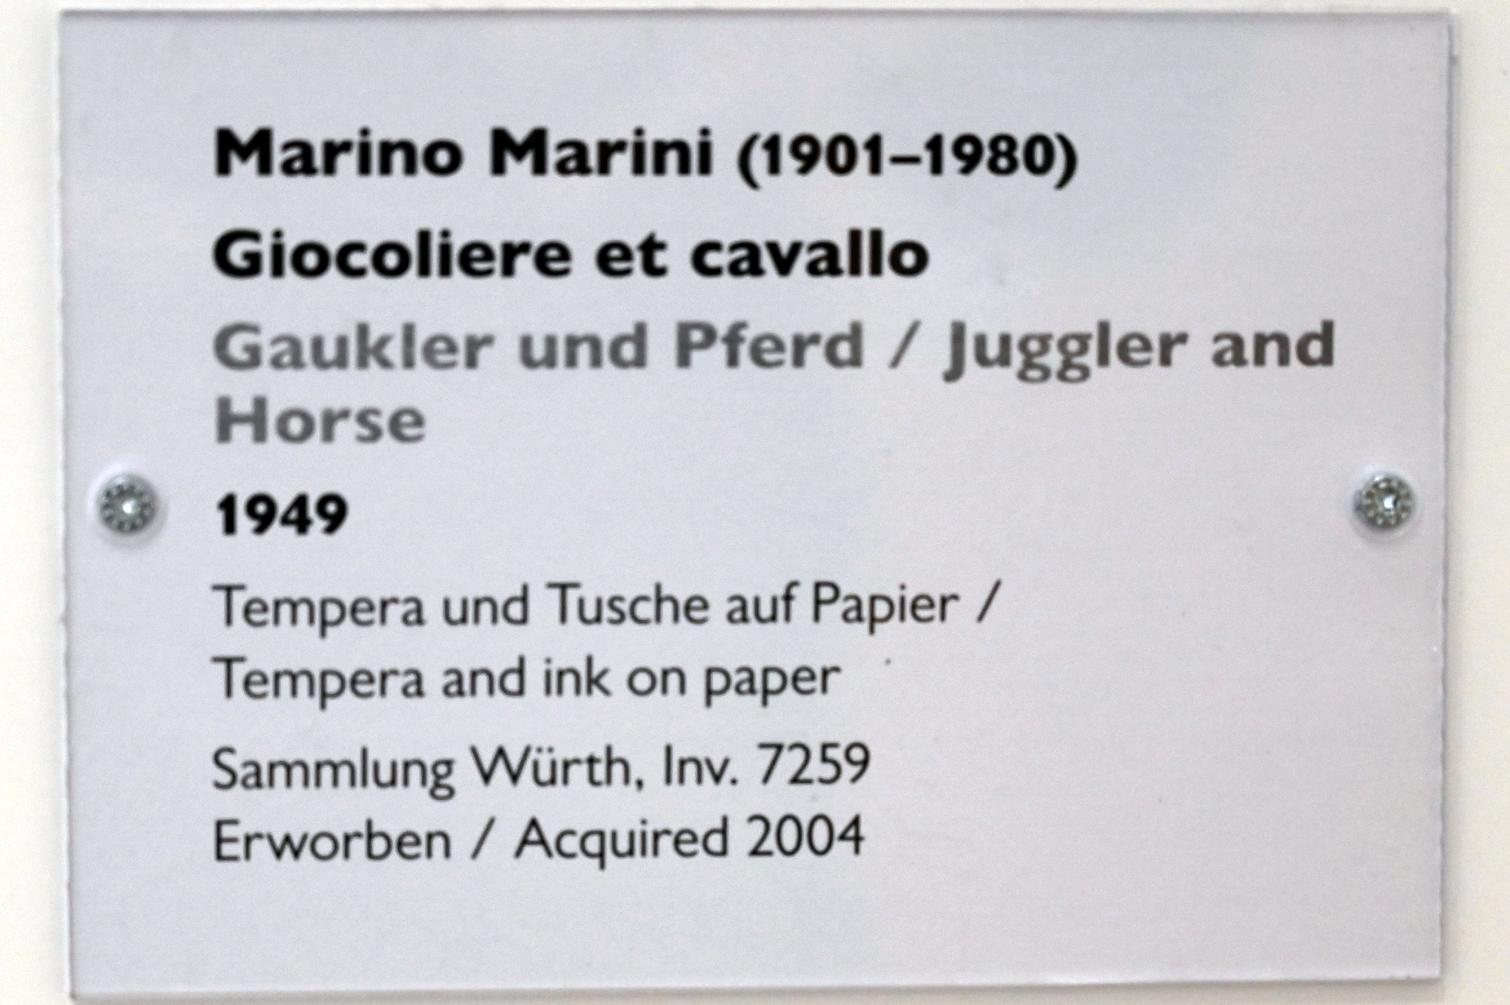 Marino Marini (1901–1980)
Giocoliere et cavallo
Gaukler und Pferd / Juggler and
Horse
1949
Tempera und Tusche auf Papier /
Tempera and ink on paper
Sammlung Würth, Inv. 7259
Erworben / Acquired 2004